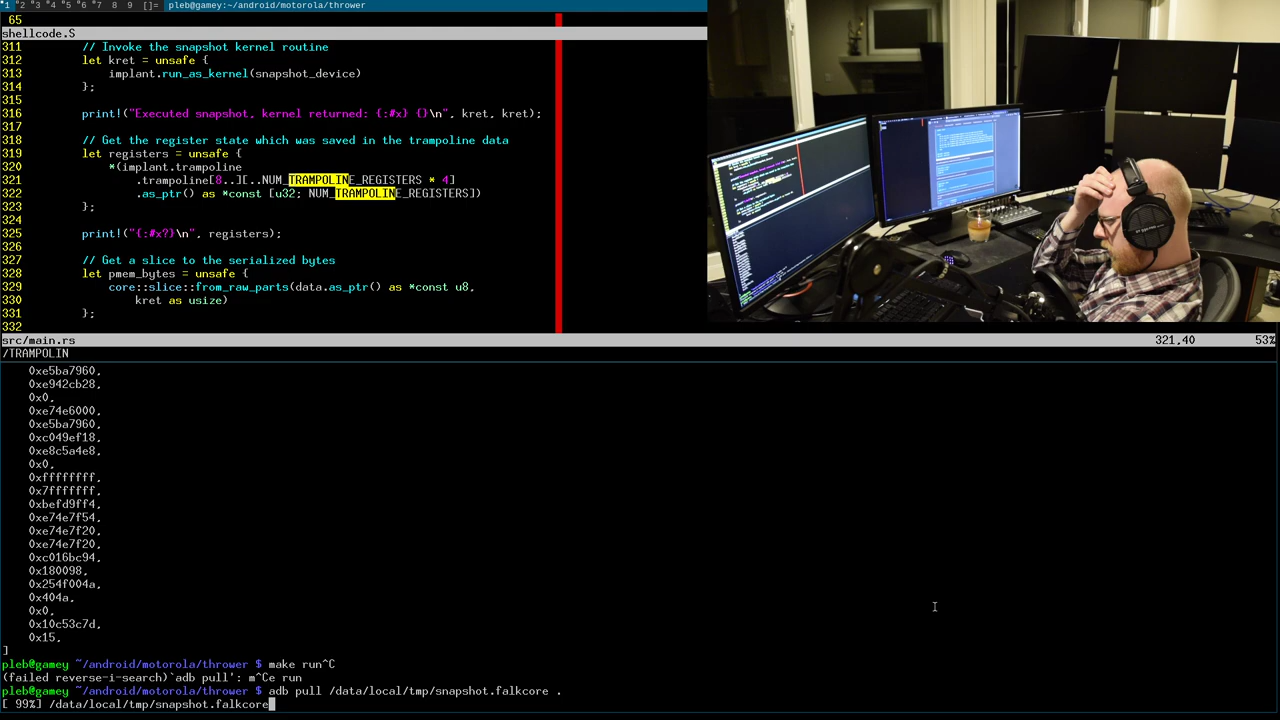 *1 *2 *3 *4 *5 *6 *7 8 9 []= pleb@gamey:~/android/motorola/thrower
65
shellcode.S
311 // Invoke the snapshot kernel routine
312 let kret = unsafe {
313 implant.run_as_kernel(snapshot_device)
314 };
315
316 print!("Executed snapshot, kernel returned: {:#x} {}\n", kret, kret);
317
318 // Get the register state which was saved in the trampoline data
319 let registers = unsafe {
320 *(implant.trampoline
321 .trampoline[8..][..NUM_TRAMPOLINE_REGISTERS * 4]
322 .as_ptr() as *const [u32; NUM_TRAMPOLINE_REGISTERS])
323 };
324
325 print!("{:#x?}\n", registers);
326
327 // Get a slice to the serialized bytes
328 let pmem_bytes = unsafe {
329 core::slice::from_raw_parts(data.as_ptr() as *const u8,
330 kret as usize)
331 };
332
src/main.rs 321,40 53%
/TRAMPOLIN
0xe5ba7960,
0xe942cb28,
0x0,
0xe74e6000,
0xe5ba7960,
0xc049ef18,
0xe8c5a4e8,
0x0,
0xffffffff,
0x7fffffff,
0xbefd9ff4,
0xe74e7f54,
0xe74e7f20,
0xe74e7f20,
0xc016bc94,
0x180098,
0x254f004a,
0x404a,
0x0,
0x10c53c7d,
0x15,
]
pleb@gamey ~/android/motorola/thrower $ make run^C
(failed reverse-i-search)`adb pull': m^Ce run
pleb@gamey ~/android/motorola/thrower $ adb pull /data/local/tmp/snapshot.falkcore .
[ 99%] /data/local/tmp/snapshot.falkcore